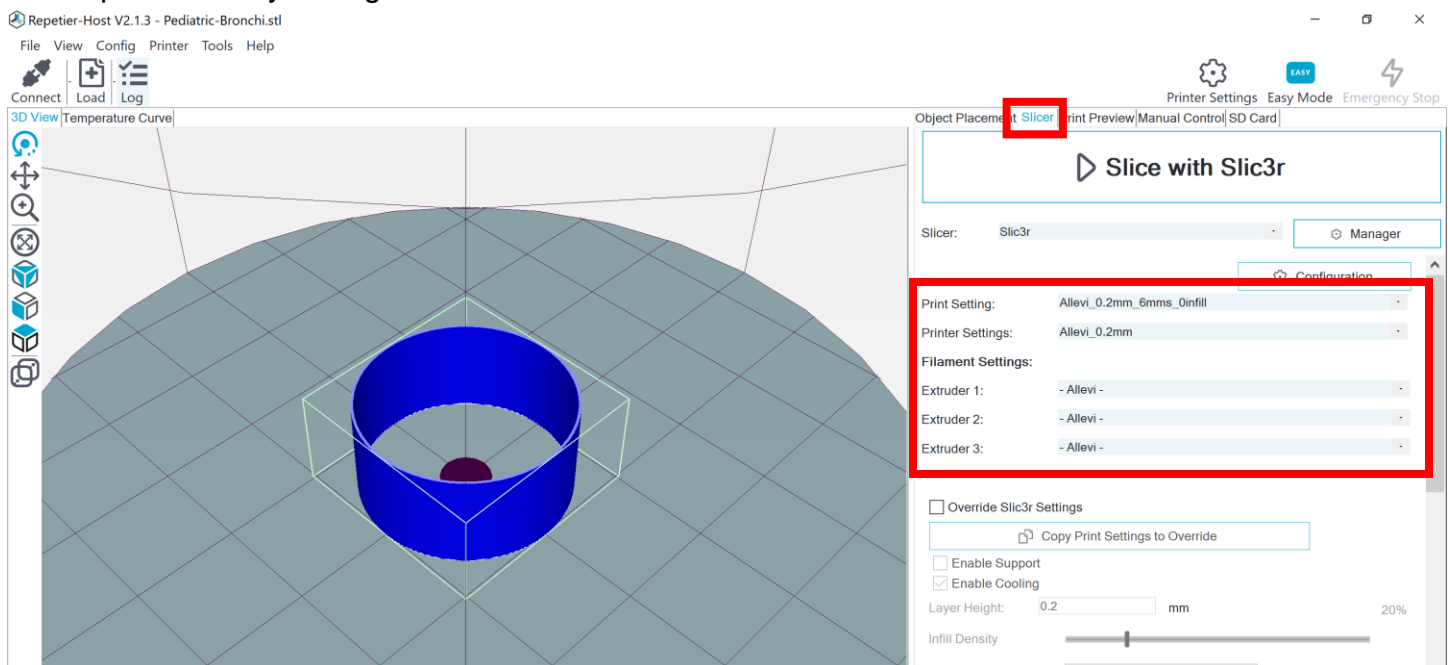 Repetier-Host V2.1.3 - Pediatric-Bronchi.stl
File View Config Printer Tools Help
Connect Load Log
Printer Settings Easy Mode Emergency Stop
EASY
3D View Temperature Curve
Object Placement Slicer Print Preview Manual Control SD Card
Slice with Slic3r
Slicer: Slic3r
Manager
Configuration
Print Setting: Allevi_0.2mm_6mms_0infill
Printer Settings: Allevi_0.2mm
Filament Settings:
Extruder 1: - Allevi -
Extruder 2: - Allevi -
Extruder 3: - Allevi -
Override Slic3r Settings
Copy Print Settings to Override
Enable Support
Enable Cooling
Layer Height: 0.2 mm
20%
Infill Density